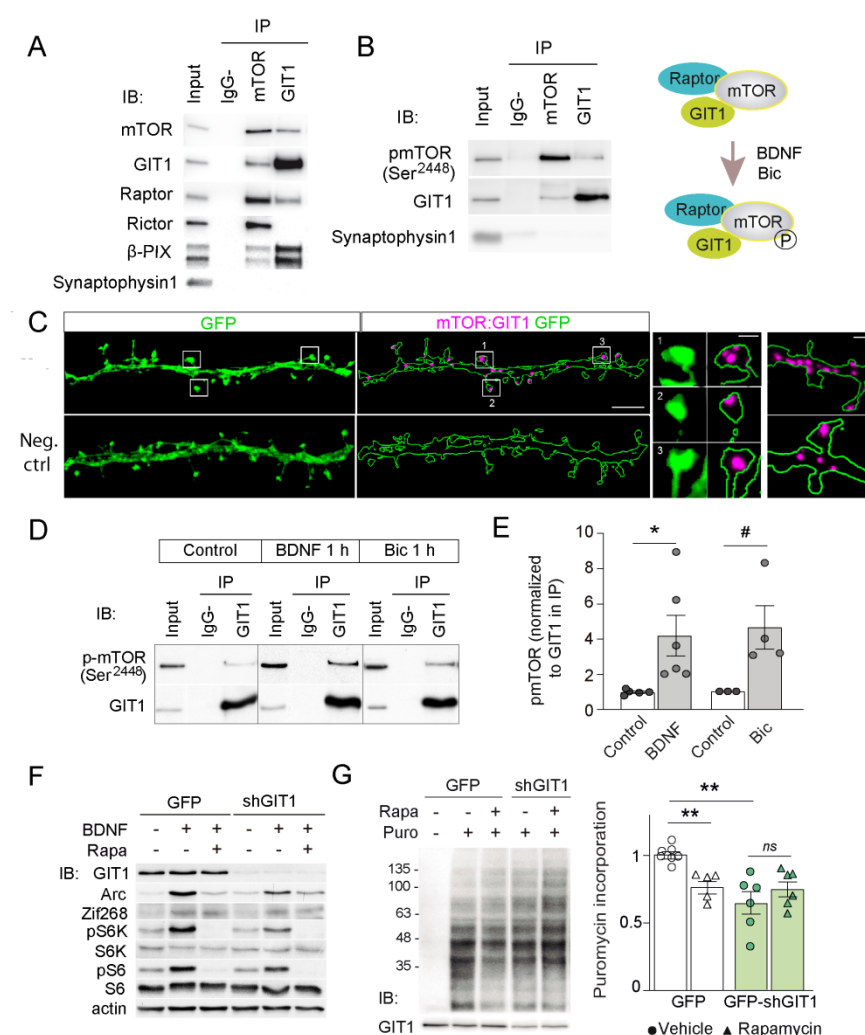 A
IP
IB:
Input
IgG-
mTOR
GIT1
mTOR
GIT1
Raptor
Rictor
β-PIX
Synaptophysin1
B
IP
IB:
Input
IgG-
mTOR
GIT1
pmTOR
(Ser2448)
GIT1
Synaptophysin1
Raptor
mTOR
GIT1
BDNF
Bic
Raptor
mTOR
GIT1
P
C
GFP
mTOR:GIT1 GFP
1
3
2
1
2
3
Neg.
ctrl
D
Control
BDNF 1 h
Bic 1 h
IP
IP
IP
IB:
Input
IgG-
GIT1
Input
IgG-
GIT1
Input
IgG-
GIT1
p-mTOR
(Ser2448)
GIT1
E
pmTOR (normalized
to GIT1 in IP)
10
8
6
4
2
0
*
#
Control
BDNF
Control
Bic
F
GFP
shGIT1
BDNF - + + - + +
Rapa - - + - - +
IB: GIT1
Arc
Zif268
pS6K
S6K
pS6
S6
actin
G
GFP
shGIT1
Rapa - - + - +
Puro - + + + +
135
100
75
63
48
35
IB:
GIT1
Puromycin incorporation
1
0.5
0
**
**
ns
GFP
GFP-shGIT1
Vehicle
Rapamycin